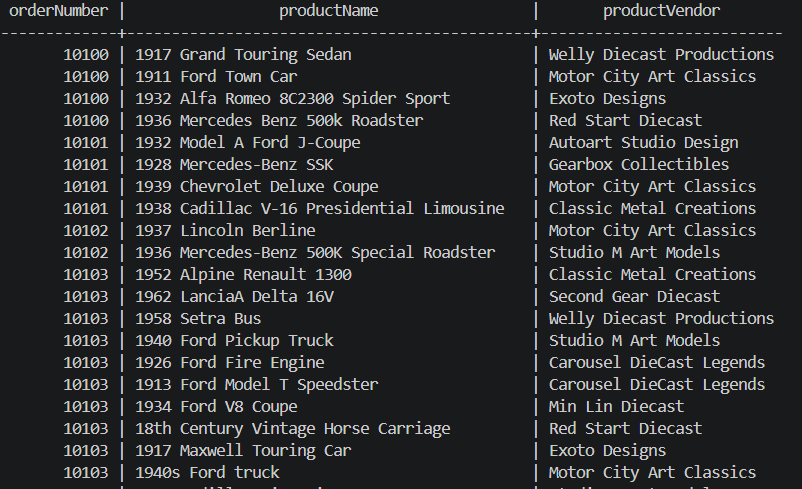 orderNumber | productName | productVendor
-------------+---------------------------------------------+---------------------------
10100 | 1917 Grand Touring Sedan | Welly Diecast Productions
10100 | 1911 Ford Town Car | Motor City Art Classics
10100 | 1932 Alfa Romeo 8C2300 Spider Sport | Exoto Designs
10100 | 1936 Mercedes Benz 500k Roadster | Red Start Diecast
10101 | 1932 Model A Ford J-Coupe | Autoart Studio Design
10101 | 1928 Mercedes-Benz SSK | Gearbox Collectibles
10101 | 1939 Chevrolet Deluxe Coupe | Motor City Art Classics
10101 | 1938 Cadillac V-16 Presidential Limousine | Classic Metal Creations
10102 | 1937 Lincoln Berline | Motor City Art Classics
10102 | 1936 Mercedes-Benz 500K Special Roadster | Studio M Art Models
10103 | 1952 Alpine Renault 1300 | Classic Metal Creations
10103 | 1962 LanciaA Delta 16V | Second Gear Diecast
10103 | 1958 Setra Bus | Welly Diecast Productions
10103 | 1940 Ford Pickup Truck | Studio M Art Models
10103 | 1926 Ford Fire Engine | Carousel DieCast Legends
10103 | 1913 Ford Model T Speedster | Carousel DieCast Legends
10103 | 1934 Ford V8 Coupe | Min Lin Diecast
10103 | 18th Century Vintage Horse Carriage | Red Start Diecast
10103 | 1917 Maxwell Touring Car | Exoto Designs
10103 | 1940s Ford truck | Motor City Art Classics